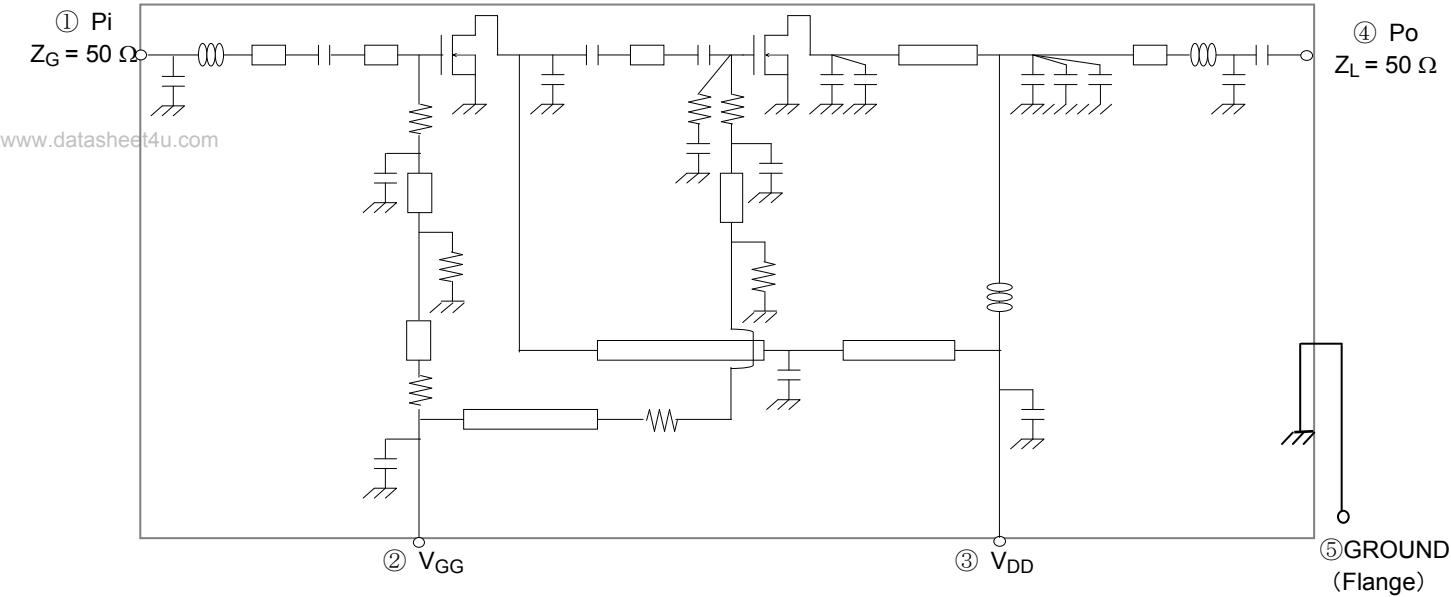 ① Pi
Z_G = 50 Ω
④ Po
Z_L = 50 Ω
www.datasheet4u.com
② V_GG
③ V_DD
⑤GROUND
（Flange）